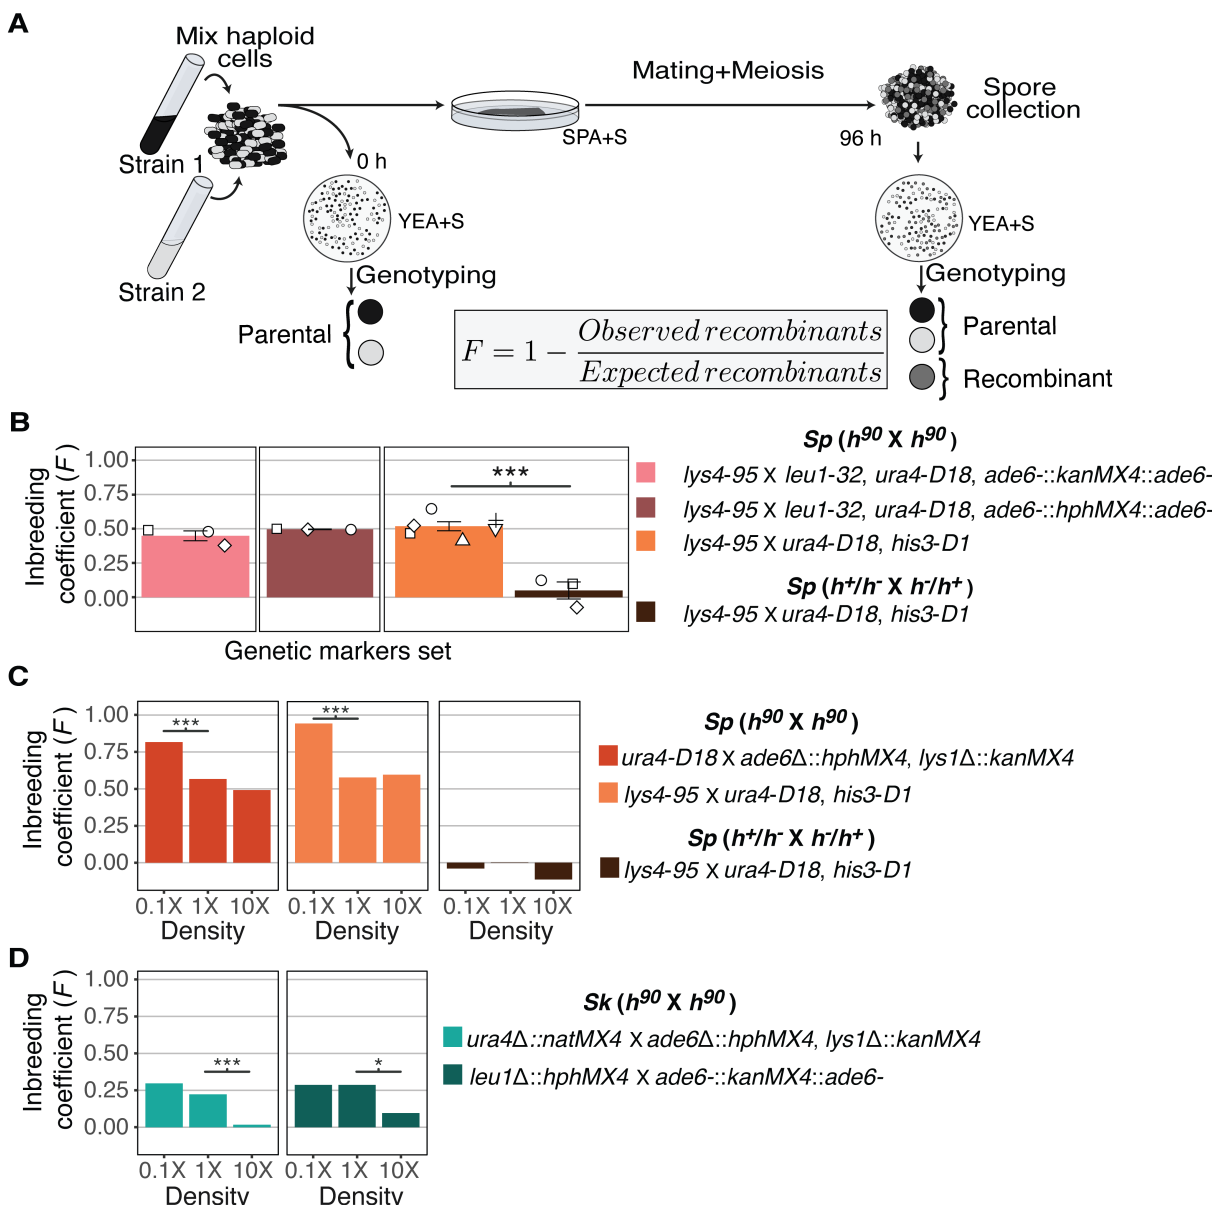 A
Mix haploid
cells
Strain 1
Strain 2
0 h
YEA+S
Genotyping
Parental
SPA+S
Mating+Meiosis
96 h
Spore
collection
YEA+S
Genotyping
Parental
Recombinant
F = 1 − Observed recombinants / Expected recombinants
B
Inbreeding
coefficient (F)
1.00
0.75
0.50
0.25
0.00
***
Genetic markers set
Sp (h90 X h90)
lys4-95 X leu1-32, ura4-D18, ade6-::kanMX4::ade6-
lys4-95 X leu1-32, ura4-D18, ade6-::hphMX4::ade6-
lys4-95 X ura4-D18, his3-D1
Sp (h+/h- X h-/h+)
lys4-95 X ura4-D18, his3-D1
C
Inbreeding
coefficient (F)
1.00
0.75
0.50
0.25
0.00
***
***
0.1X 1X 10X
0.1X 1X 10X
0.1X 1X 10X
Density
Density
Density
Sp (h90 X h90)
ura4-D18 X ade6Δ::hphMX4, lys1Δ::kanMX4
lys4-95 X ura4-D18, his3-D1
Sp (h+/h- X h-/h+)
lys4-95 X ura4-D18, his3-D1
D
Inbreeding
coefficient (F)
1.00
0.75
0.50
0.25
0.00
***
*
0.1X 1X 10X
0.1X 1X 10X
Density
Density
Sk (h90 X h90)
ura4Δ::natMX4 X ade6Δ::hphMX4, lys1Δ::kanMX4
leu1Δ::hphMX4 X ade6-::kanMX4::ade6-